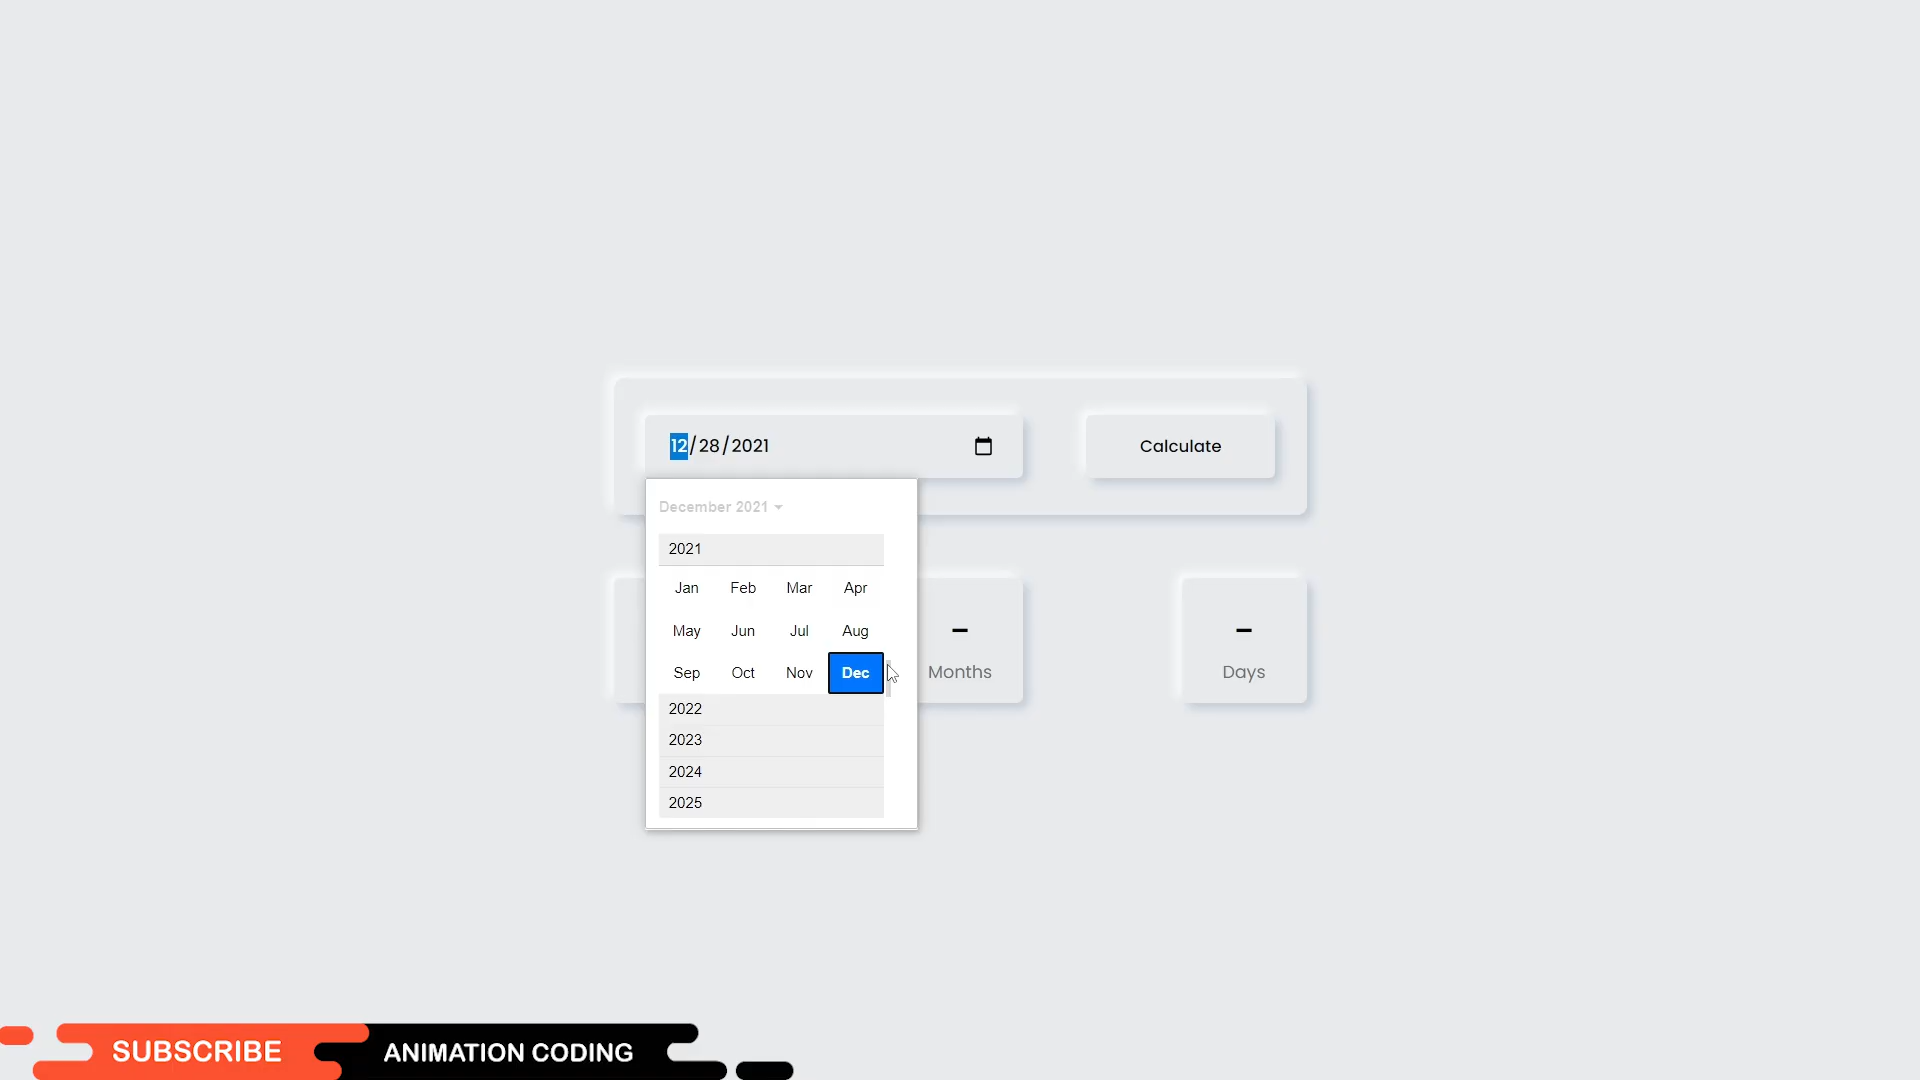 12/28/2021
Calculate
December 2021
2021
Jan Feb Mar Apr
May Jun Jul Aug
Sep Oct Nov Dec
2022
2023
2024
2025
–
Months
–
Days
SUBSCRIBE
ANIMATION CODING